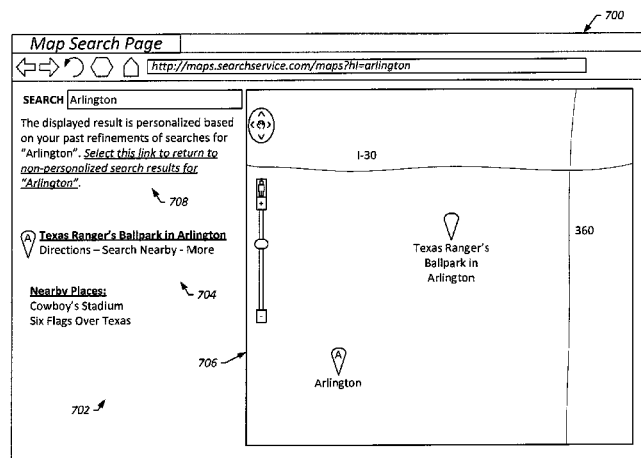 700
Map Search Page
http://maps.searchservice.com/maps?hl=arlington
SEARCH Arlington
The displayed result is personalized based
on your past refinements of searches for
"Arlington". Select this link to return to
non-personalized search results for
"Arlington".
708
A Texas Ranger's Ballpark in Arlington
Directions – Search Nearby - More
704
Nearby Places:
Cowboy's Stadium
Six Flags Over Texas
702
706
I-30
360
+
-
Texas Ranger's
Ballpark in
Arlington
A
Arlington